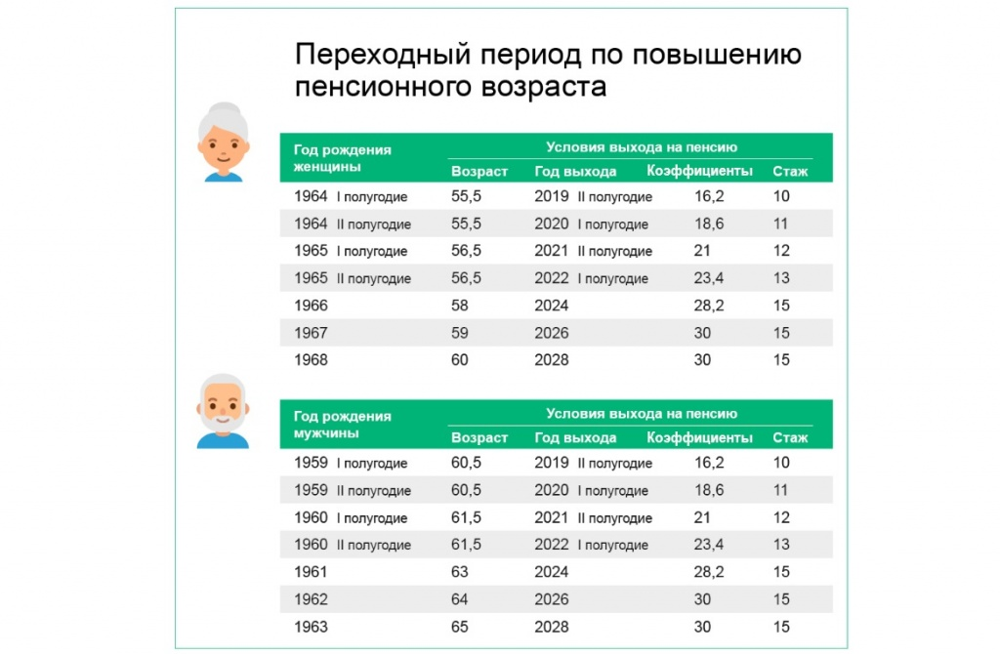 Переходный период по повышению
пенсионного возраста
Год рождения
женщины
Условия выхода на пенсию
Возраст Год выхода Коэффициенты Стаж
1964 I полугодие 55,5 2019 II полугодие 16,2 10
1964 II полугодие 55,5 2020 I полугодие 18,6 11
1965 I полугодие 56,5 2021 II полугодие 21 12
1965 II полугодие 56,5 2022 I полугодие 23,4 13
1966 58 2024 28,2 15
1967 59 2026 30 15
1968 60 2028 30 15
Год рождения
мужчины
Условия выхода на пенсию
Возраст Год выхода Коэффициенты Стаж
1959 I полугодие 60,5 2019 II полугодие 16,2 10
1959 II полугодие 60,5 2020 I полугодие 18,6 11
1960 I полугодие 61,5 2021 II полугодие 21 12
1960 II полугодие 61,5 2022 I полугодие 23,4 13
1961 63 2024 28,2 15
1962 64 2026 30 15
1963 65 2028 30 15